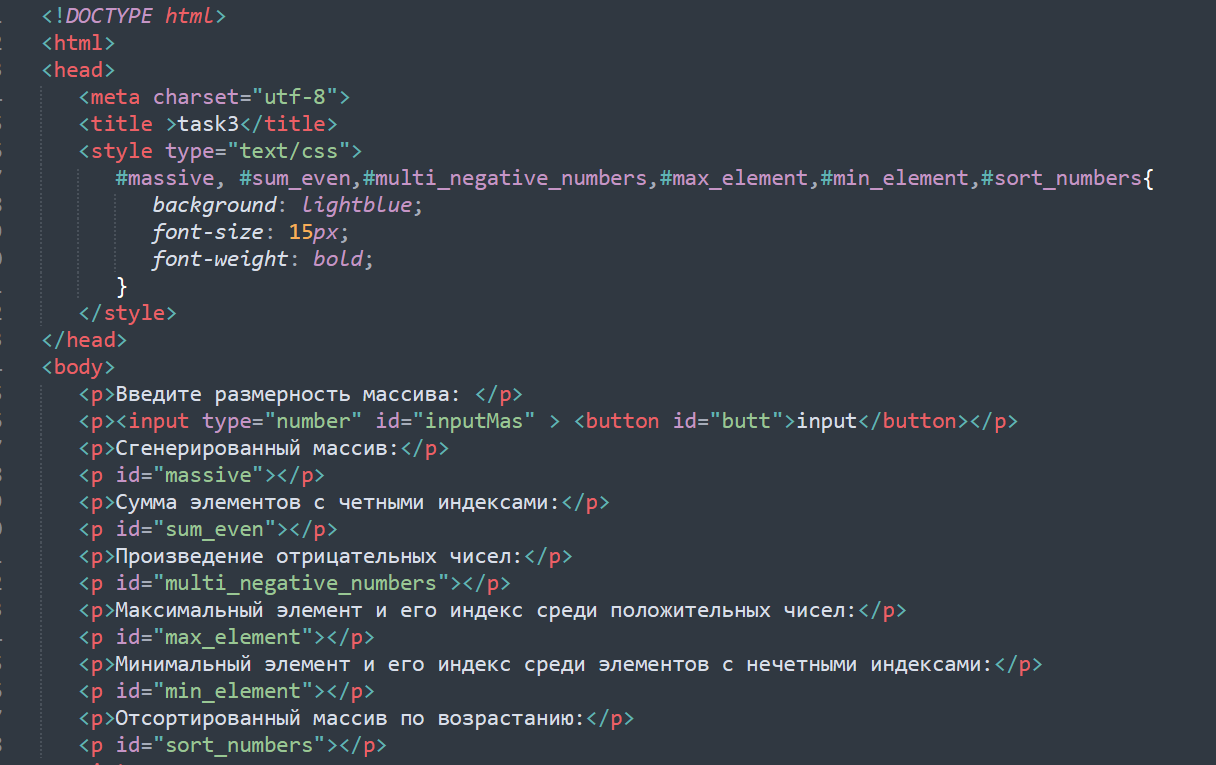 <!DOCTYPE html>
<html>
<head>
<meta charset="utf-8">
<title >task3</title>
<style type="text/css">
#massive, #sum_even,#multi_negative_numbers,#max_element,#min_element,#sort_numbers{
background: lightblue;
font-size: 15px;
font-weight: bold;
}
</style>
</head>
<body>
<p>Введите размерность массива: </p>
<p><input type="number" id="inputMas" > <button id="butt">input</button></p>
<p>Сгенерированный массив:</p>
<p id="massive"></p>
<p>Сумма элементов с четными индексами:</p>
<p id="sum_even"></p>
<p>Произведение отрицательных чисел:</p>
<p id="multi_negative_numbers"></p>
<p>Максимальный элемент и его индекс среди положительных чисел:</p>
<p id="max_element"></p>
<p>Минимальный элемент и его индекс среди элементов с нечетными индексами:</p>
<p id="min_element"></p>
<p>Отсортированный массив по возрастанию:</p>
<p id="sort_numbers"></p>